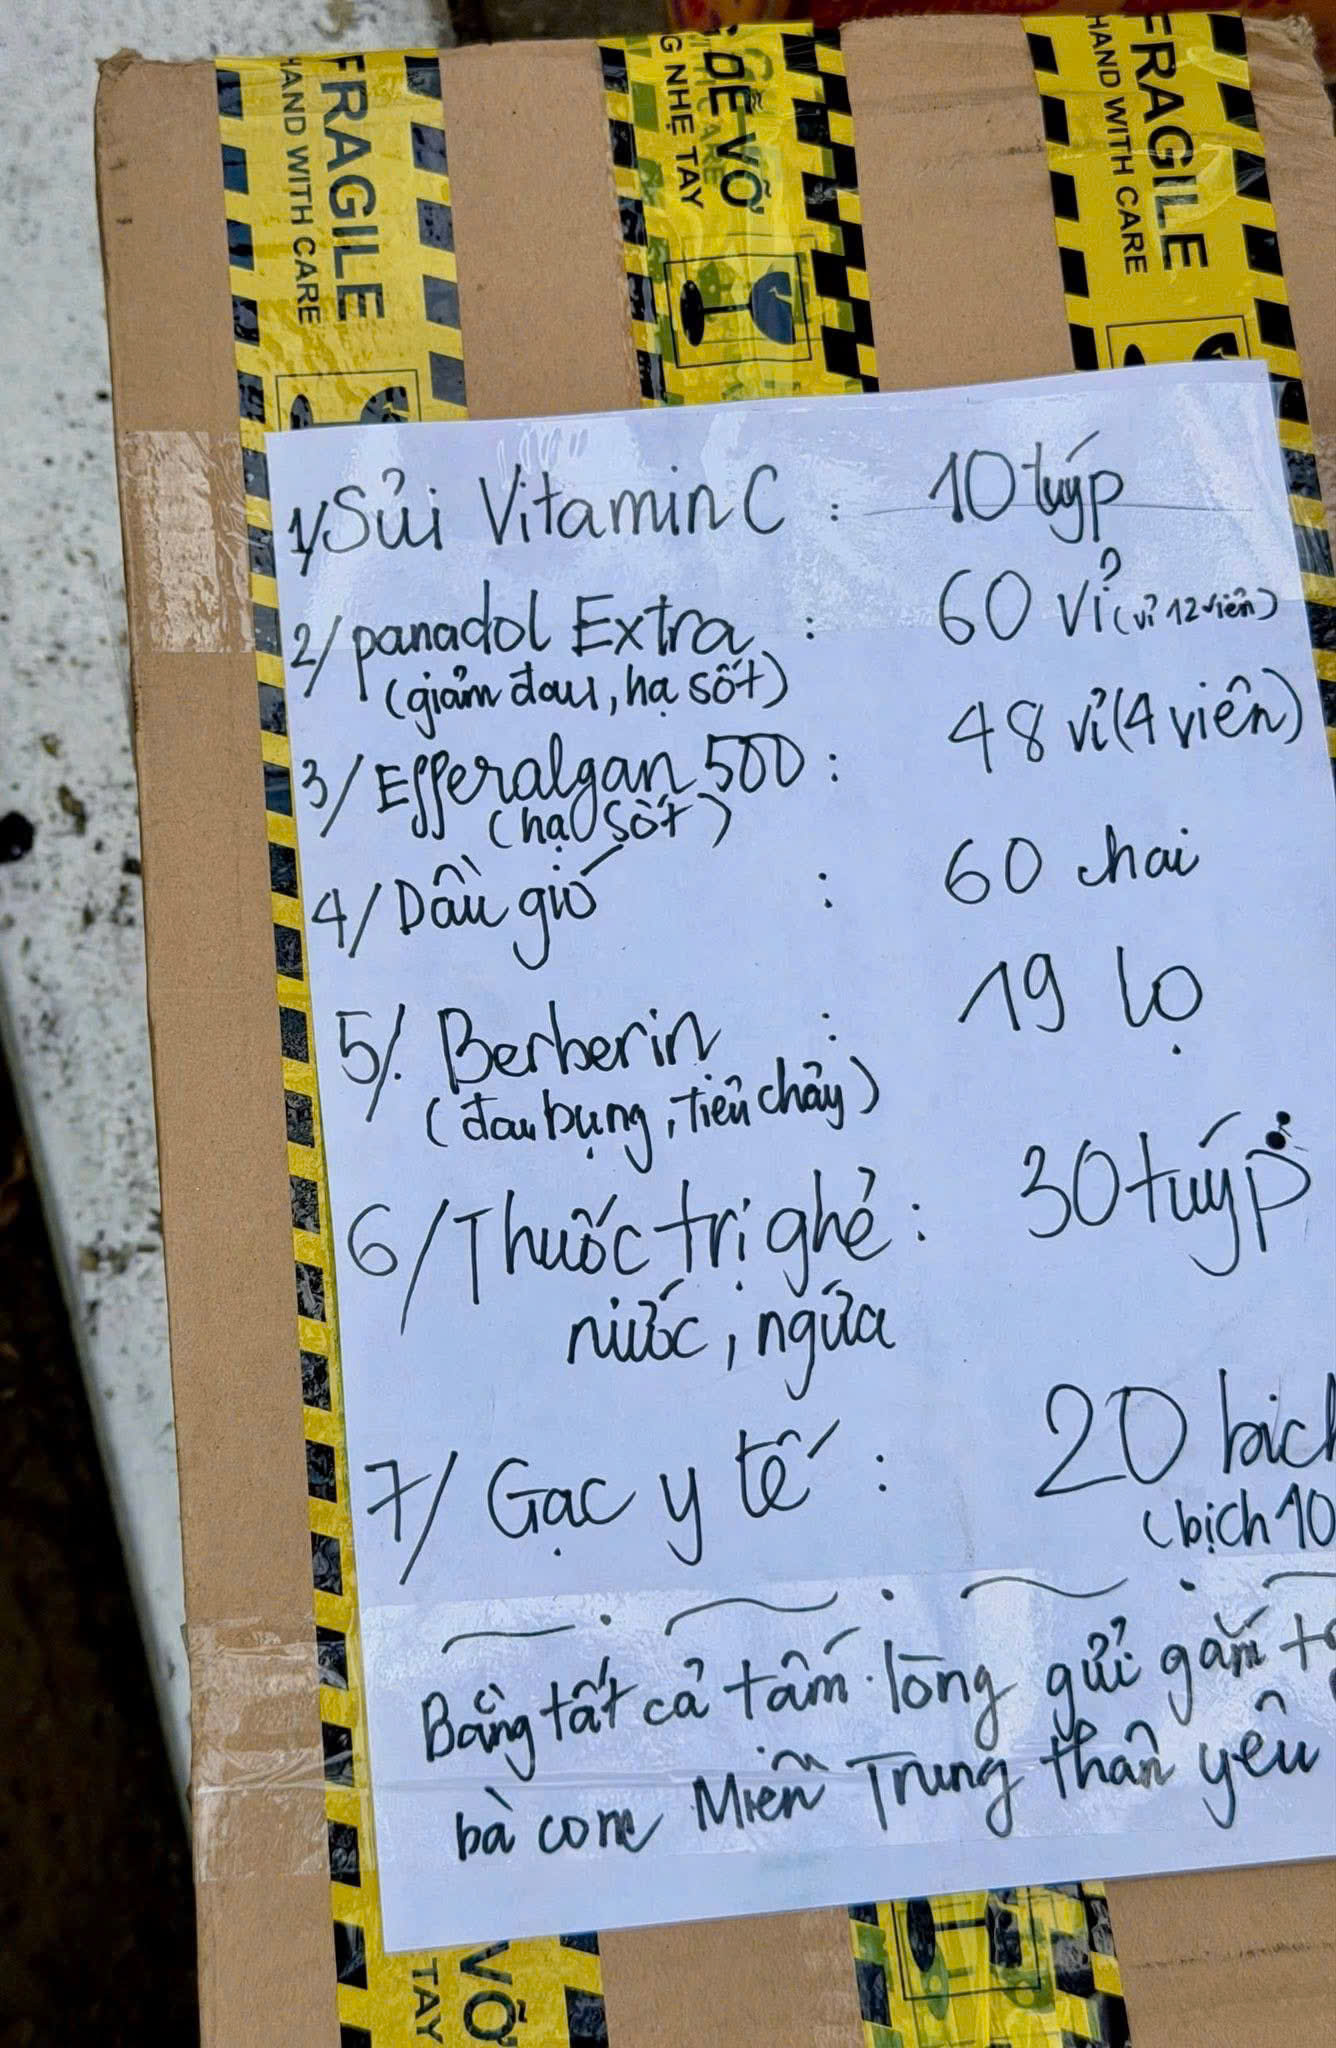 FRAGILE
HAND WITH CARE
DỄ VỠ
G NHẸ TAY
FRAGILE
HAND WITH CARE
1/ Sủi Vitamin C : 10 týp
2/ panadol Extra : 60 vỉ (vỉ 12 viên)
(giảm đau, hạ sốt)
3/ Efferalgan 500 : 48 vỉ (4 viên)
(hạ sốt)
4/ Dầu gió : 60 chai
5/. Berberin : 19 lọ
(đau bụng, tiêu chảy)
6/ Thuốc trị ghẻ : 30 tuýp
nước, ngứa
7/ Gạc y tế : 20 bịch
(bịch 10
Bằng tất cả tấm lòng gửi gắm
bà con Miền Trung thân yêu
VỠ
TAY